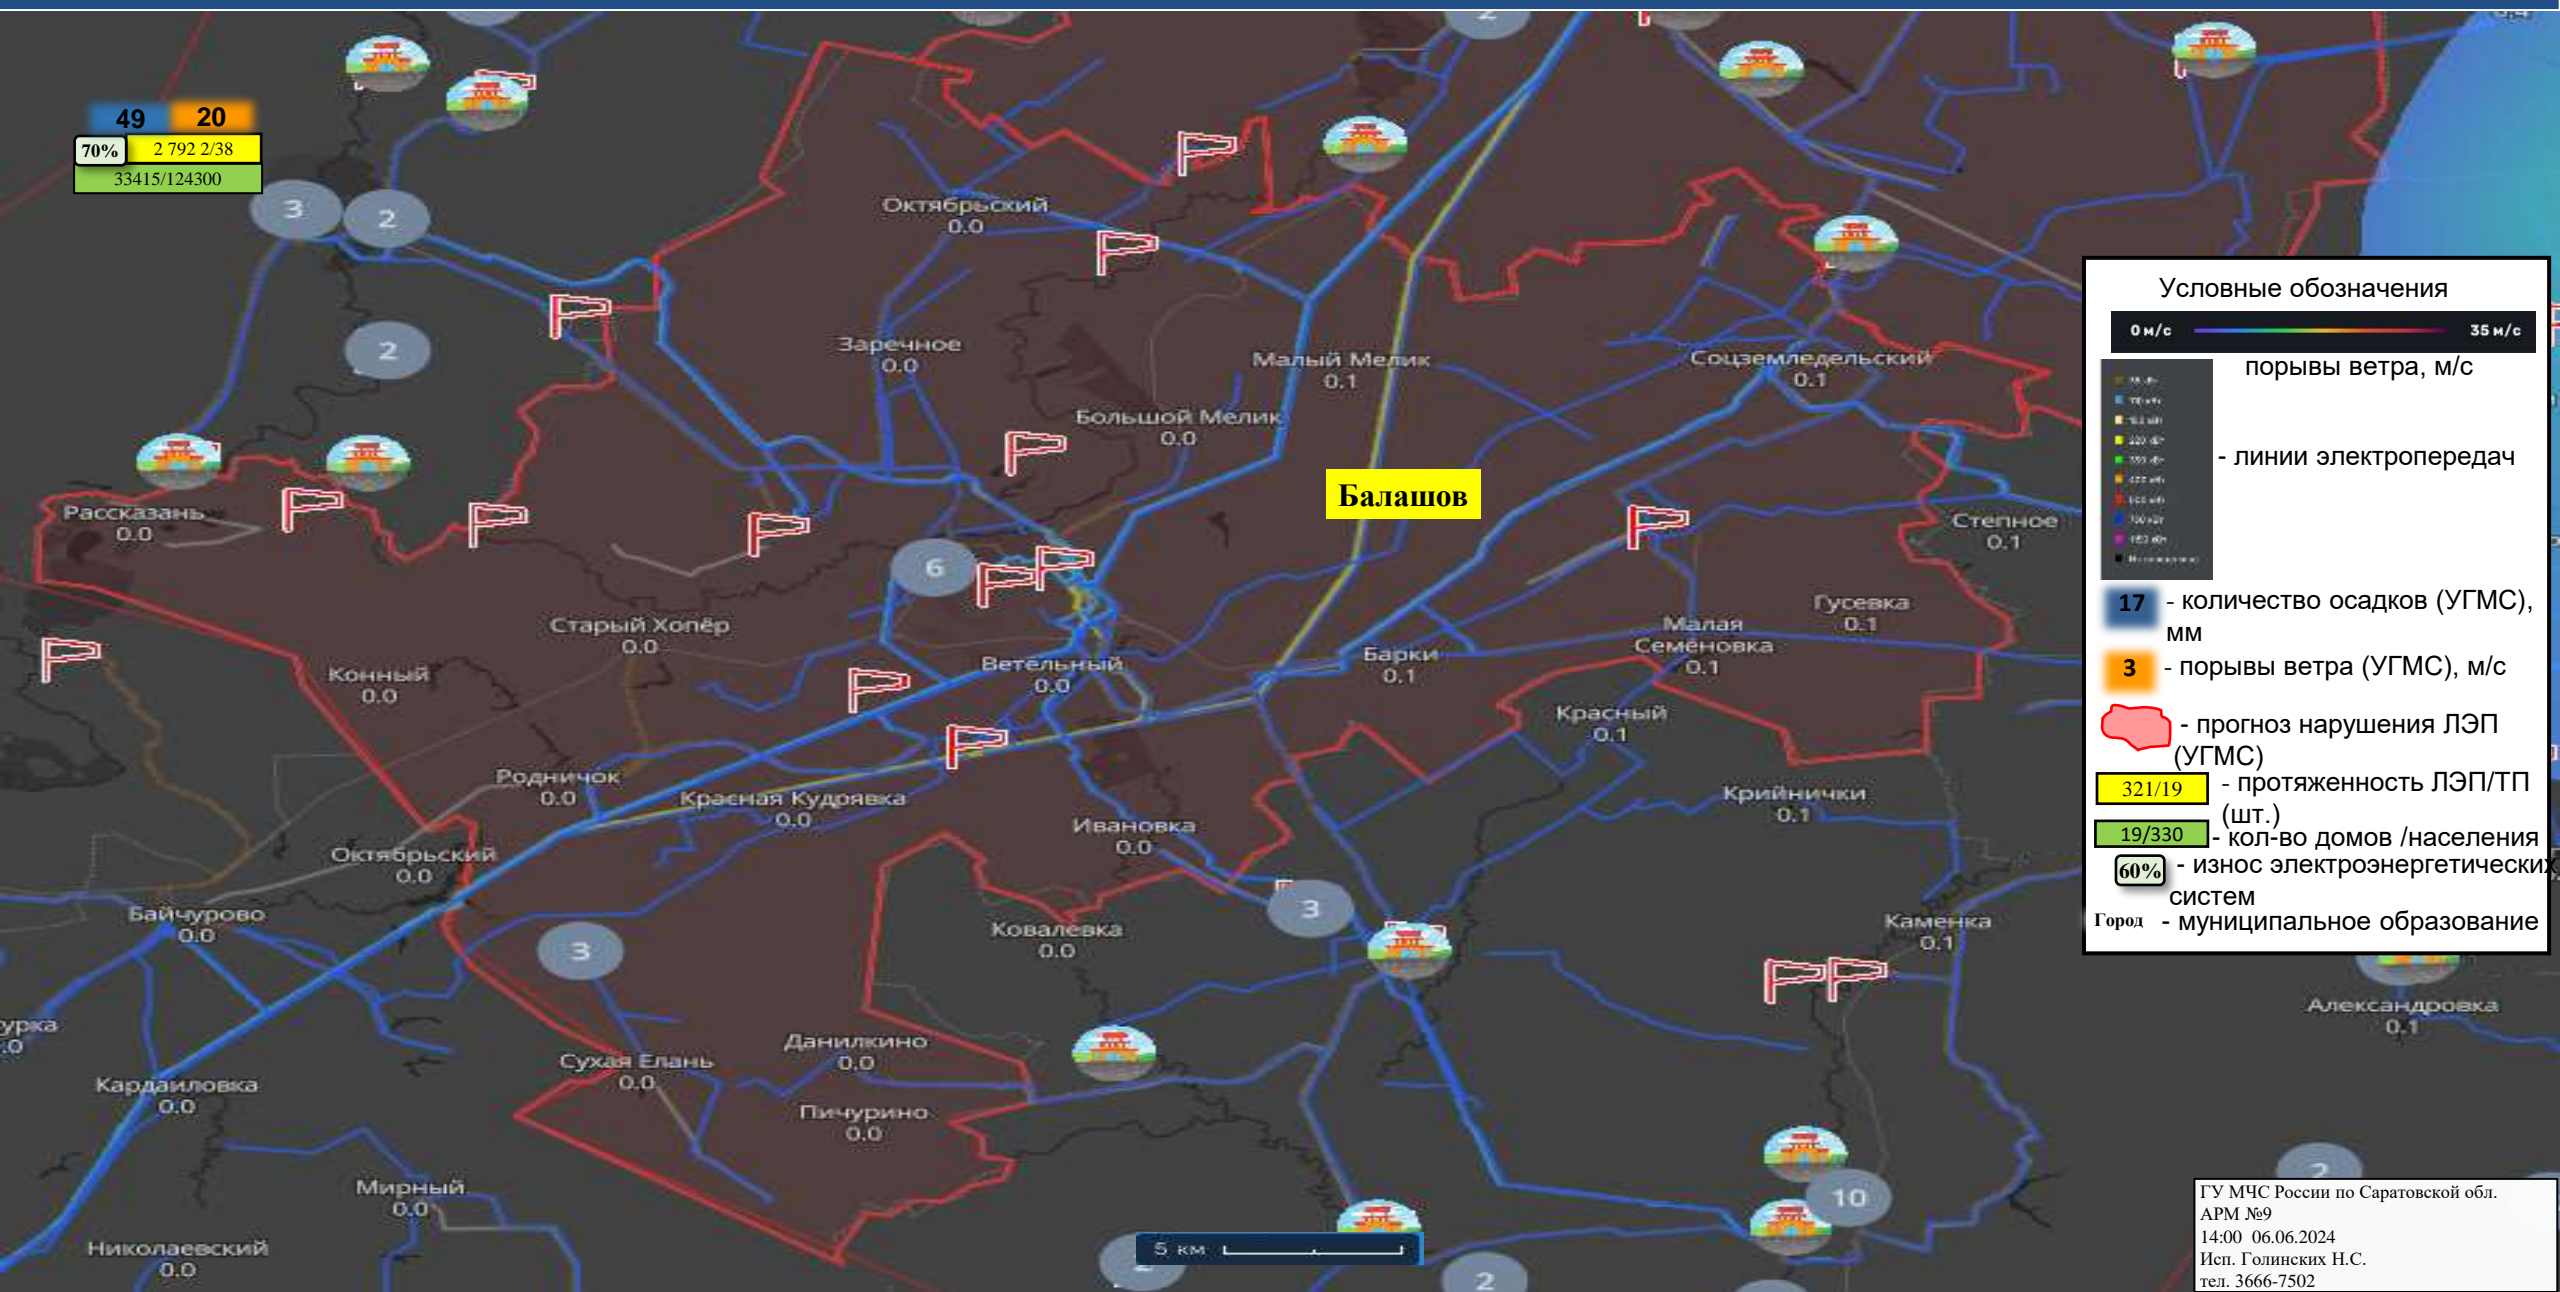 49 20
70% 2 792 2/38
33415/124300
3
2
2
2
Октябрьский
0.0
Заречное
0.0
Малый Мелик
0.1
Соцземледельский
0.1
Большой Мелик
0.0
Балашов
Рассказань
0.0
Степное
0.1
6
Старый Хопёр
0.0
Гусевка
0.1
Малая
Семёновка
0.1
Конный
0.0
Ветельный
0.0
Барки
0.1
Красный
0.1
Родничок
0.0
Красная Кудрявка
0.0
Крийнички
0.1
Ивановка
0.0
Октябрьский
0.0
Байчурово
0.0
3
3
Ковалёвка
0.0
Каменка
0.1
Александровка
0.1
урка
.0
Данилкино
0.0
Сухая Елань
0.0
Кардаиловка
0.0
Пичурино
0.0
Мирный
0.0
10
2
Николаевский
0.0
5 км
2
2
Условные обозначения
0 м/с 35 м/с
порывы ветра, м/с
- линии электропередач
17 - количество осадков (УГМС),
мм
3 - порывы ветра (УГМС), м/с
- прогноз нарушения ЛЭП
(УГМС)
321/19 - протяженность ЛЭП/ТП
(шт.)
19/330 - кол-во домов /населения
60% - износ электроэнергетических
систем
Город - муниципальное образование
ГУ МЧС России по Саратовской обл.
АРМ №9
14:00 06.06.2024
Исп. Голинских Н.С.
тел. 3666-7502